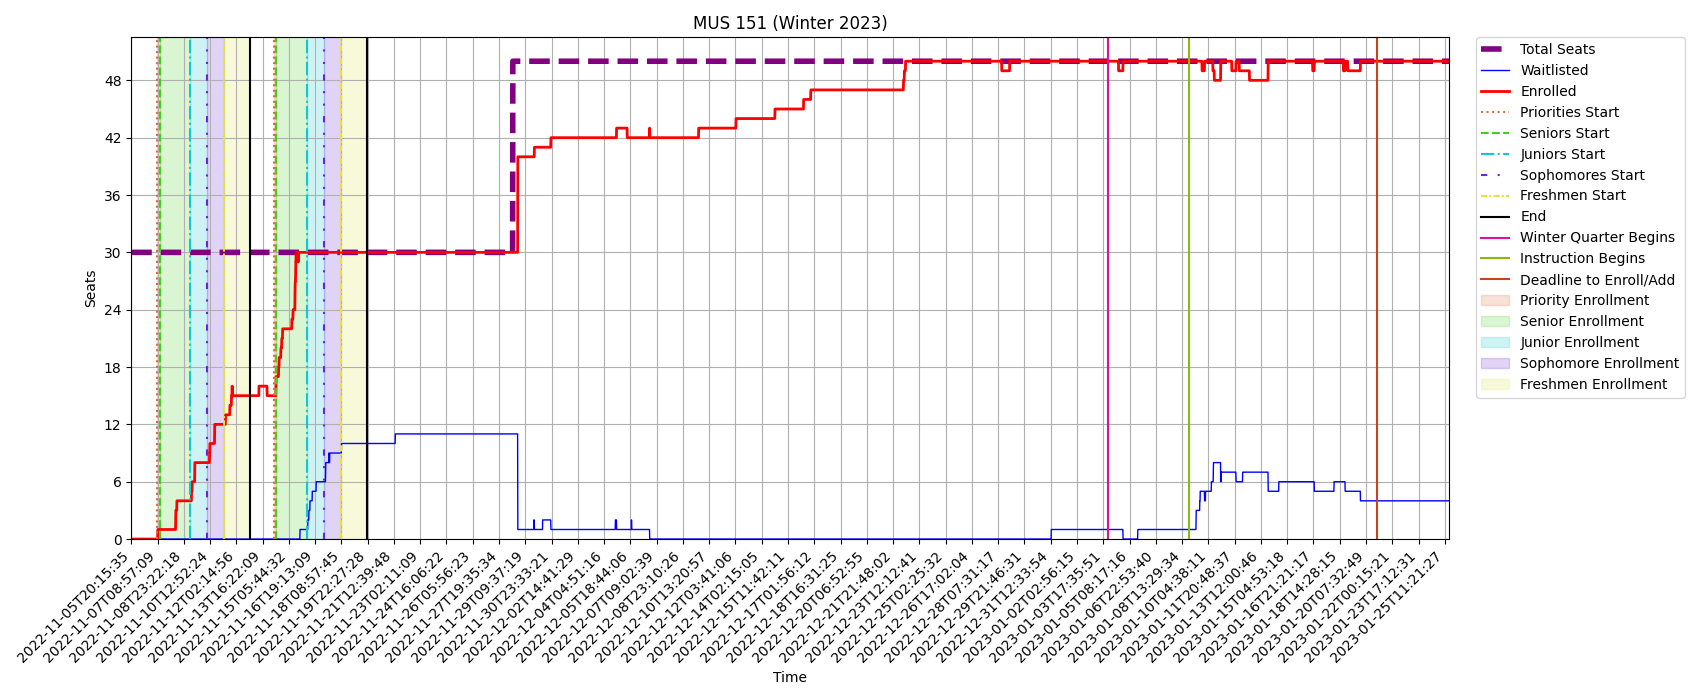 MUS 151 (Winter 2023)
Seats
48
42
36
30
24
18
12
6
0
2022-11-05T20:15:35
2022-11-07T08:57:09
2022-11-08T23:22:18
2022-11-10T12:52:24
2022-11-12T02:14:56
2022-11-13T16:22:09
2022-11-15T05:44:32
2022-11-16T19:13:09
2022-11-18T08:57:45
2022-11-19T22:27:28
2022-11-21T12:39:48
2022-11-23T02:11:09
2022-11-24T16:06:22
2022-11-26T05:56:23
2022-11-27T19:35:34
2022-11-29T09:37:17
2022-11-30T23:33:21
2022-12-02T14:41:29
2022-12-04T04:51:16
2022-12-05T18:44:06
2022-12-07T09:02:39
2022-12-08T23:10:26
2022-12-10T13:20:57
2022-12-12T03:41:06
2022-12-14T02:15:05
2022-12-15T11:42:11
2022-12-17T01:56:12
2022-12-18T16:31:25
2022-12-20T06:52:55
2022-12-21T21:48:02
2022-12-23T12:12:41
2022-12-25T02:25:32
2022-12-26T17:02:04
2022-12-28T07:31:17
2022-12-29T21:46:31
2022-12-31T12:33:54
2023-01-02T02:56:15
2023-01-03T17:35:51
2023-01-05T08:17:16
2023-01-06T22:53:40
2023-01-08T13:29:34
2023-01-10T04:38:11
2023-01-11T20:48:37
2023-01-13T12:00:46
2023-01-15T04:53:18
2023-01-16T21:21:17
2023-01-18T14:28:15
2023-01-20T07:32:49
2023-01-22T00:15:21
2023-01-23T17:12:31
2023-01-25T11:21:27
Time
Total Seats
Waitlisted
Enrolled
Priorities Start
Seniors Start
Juniors Start
Sophomores Start
Freshmen Start
End
Winter Quarter Begins
Instruction Begins
Deadline to Enroll/Add
Priority Enrollment
Senior Enrollment
Junior Enrollment
Sophomore Enrollment
Freshmen Enrollment